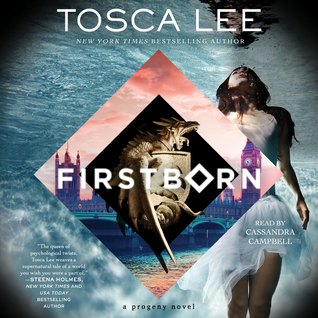 TOSCA LEE
NEW YORK TIMES BESTSELLING AUTHOR
FIRSTBORN
READ BY
CASSANDRA
CAMPBELL
"The queen of
psychological twists,
Tosca Lee weaves a
supernatural tale of a world
you wish you were a part of."
—STEENA HOLMES,
NEW YORK TIMES AND
USA TODAY
BESTSELLING
AUTHOR
a progeny novel